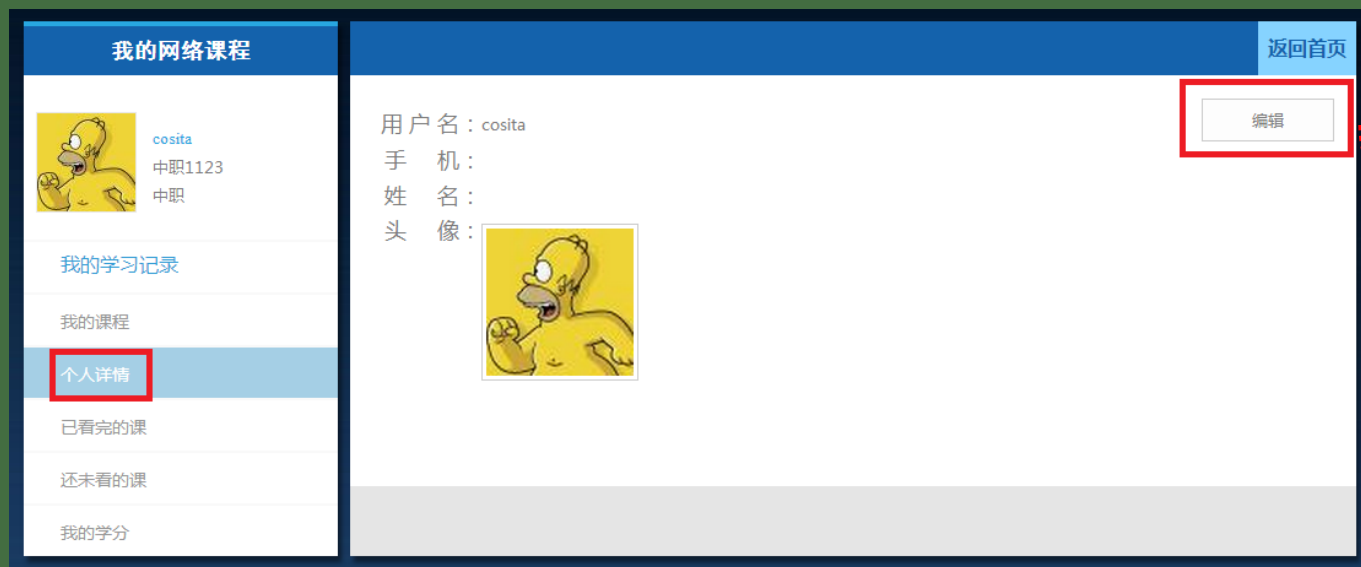 我的网络课程
返回首页
cosita
中职1123
中职
我的学习记录
我的课程
个人详情
已看完的课
还未看的课
我的学分
用户名：cosita
手 机：
姓 名：
头 像：
编辑